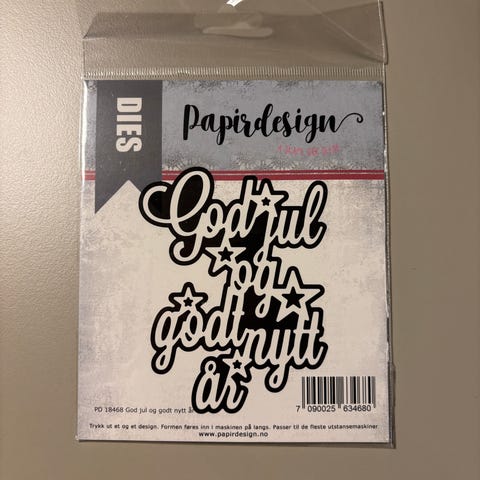 DIES
Papirdesign
God jul
og
godt nytt
år
PD 18468 God jul og godt nytt år
7 090025 634680
Trykk ut et og et design. Formen føres inn i maskinen på langs. Passer til de fleste utstansemaskiner
www.papirdesign.no